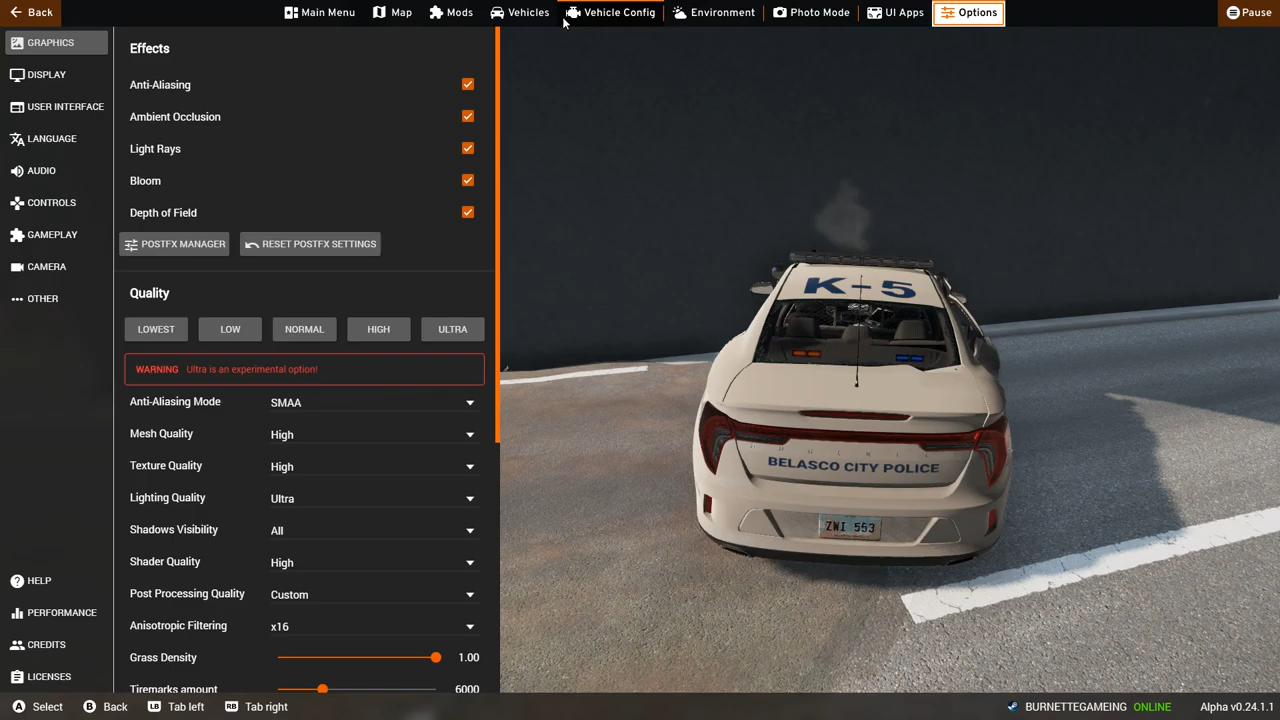 Back
Main Menu
Map
Mods
Vehicles
Vehicle Config
Environment
Photo Mode
UI Apps
Options
Pause
GRAPHICS
DISPLAY
USER INTERFACE
LANGUAGE
AUDIO
CONTROLS
GAMEPLAY
CAMERA
OTHER
HELP
PERFORMANCE
CREDITS
LICENSES
Effects
Anti-Aliasing
Ambient Occlusion
Light Rays
Bloom
Depth of Field
POSTFX MANAGER
RESET POSTFX SETTINGS
Quality
LOWEST
LOW
NORMAL
HIGH
ULTRA
WARNING Ultra is an experimental option!
Anti-Aliasing Mode SMAA
Mesh Quality High
Texture Quality High
Lighting Quality Ultra
Shadows Visibility All
Shader Quality High
Post Processing Quality Custom
Anisotropic Filtering x16
Grass Density 1.00
Tiremarks amount 6000
K-5
BELASCO CITY POLICE
ZWI 553
A Select
B Back
LB Tab left
RB Tab right
BURNETTEGAMEING ONLINE
Alpha v0.24.1.1